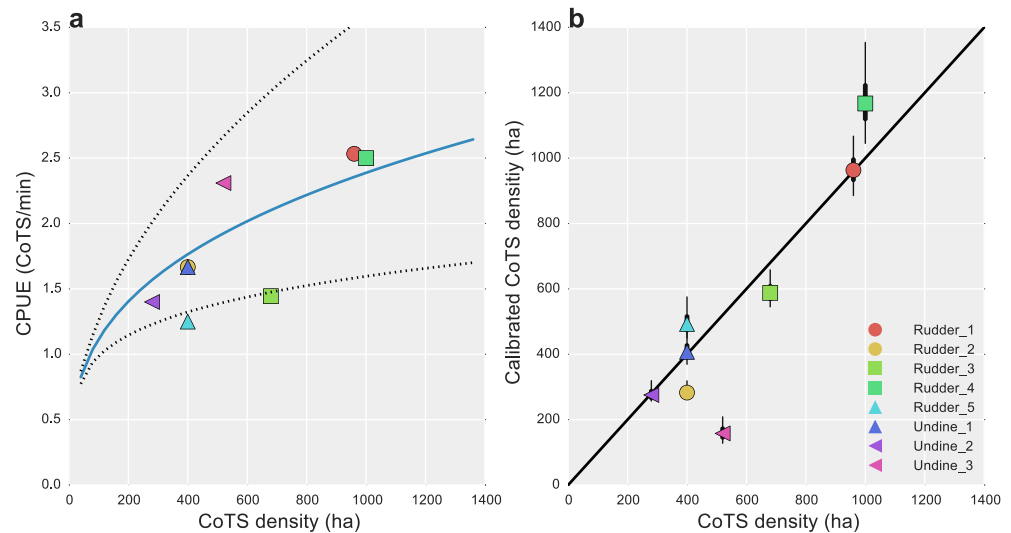 a
3.5
3.0
2.5
2.0
1.5
1.0
0.5
0.0
CPUE (CoTS/min)
0 200 400 600 800 1000 1200 1400
CoTS density (ha)
b
1400
1200
1000
800
600
400
200
0
Calibrated CoTS densitiy (ha)
Rudder_1
Rudder_2
Rudder_3
Rudder_4
Rudder_5
Undine_1
Undine_2
Undine_3
0 200 400 600 800 1000 1200 1400
CoTS density (ha)